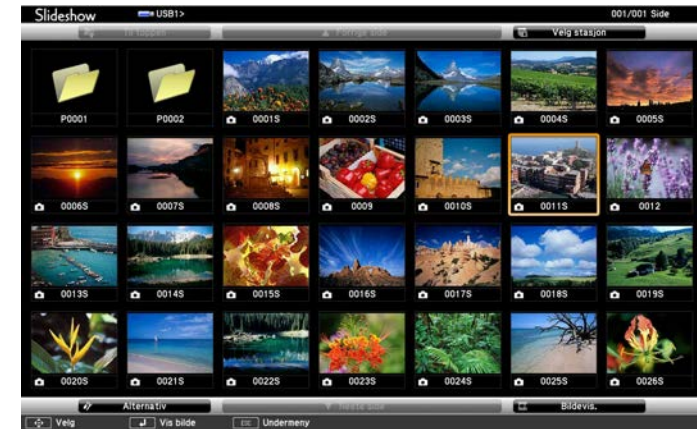 Slideshow USB1> 001/001 Side
Til toppen ▲ Forrige side Velg stasjon
P0001 P0002 0001S 0002S 0003S 0004S 0005S
0006S 0007S 0008S 0009 0010S 0011S 0012
0013S 0014S 0015S 0016S 0017S 0018S 0019S
0020S 0021S 0022S 0023S 0024S 0025S 0026S
Alternativ ▼ Neste side Bildevis.
Velg Vis bilde Esc Undermeny